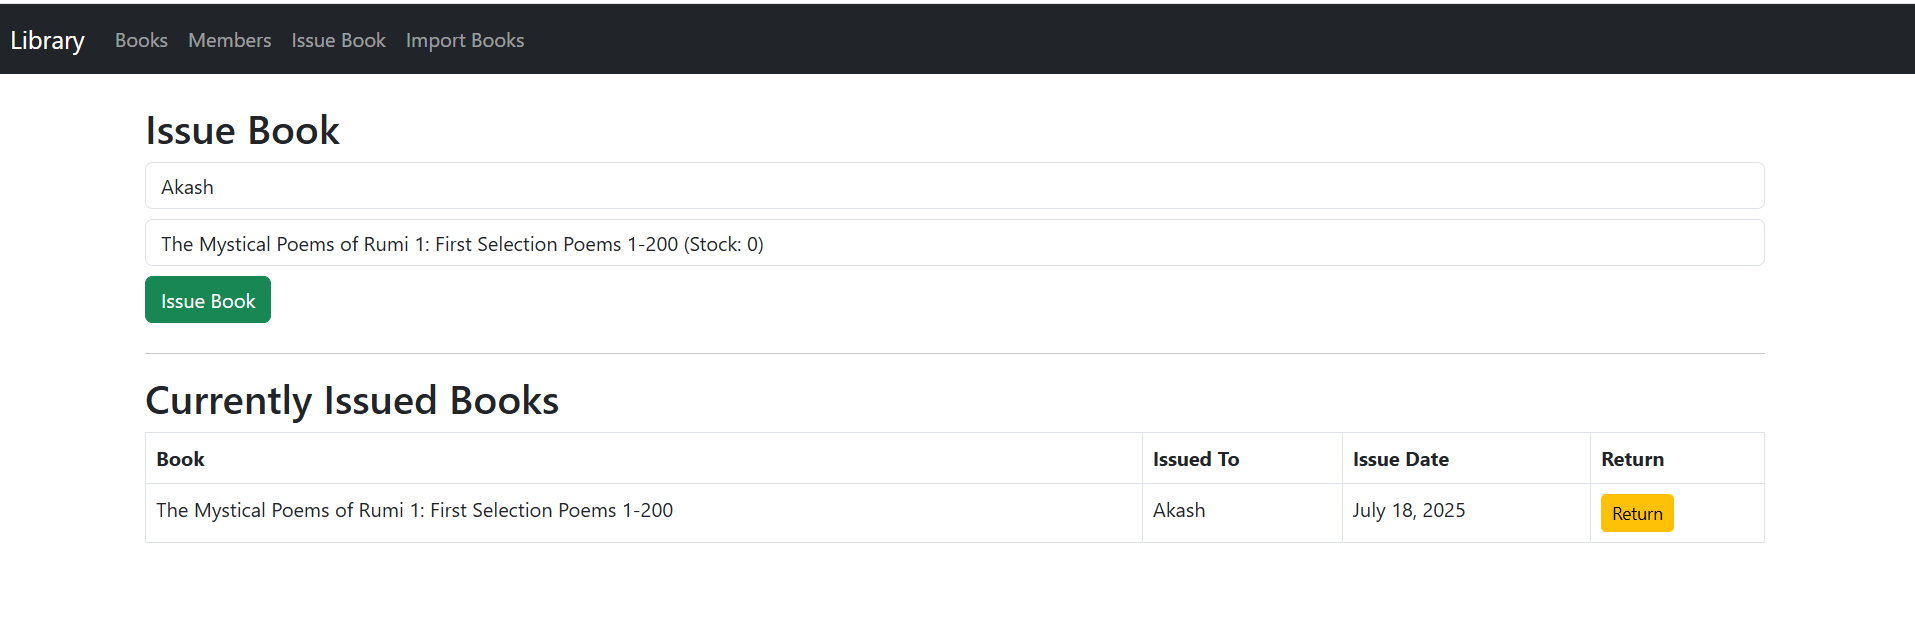 Library Books Members Issue Book Import Books
Issue Book
Akash
The Mystical Poems of Rumi 1: First Selection Poems 1-200 (Stock: 0)
Issue Book
Currently Issued Books
Book Issued To Issue Date Return
The Mystical Poems of Rumi 1: First Selection Poems 1-200 Akash July 18, 2025 Return